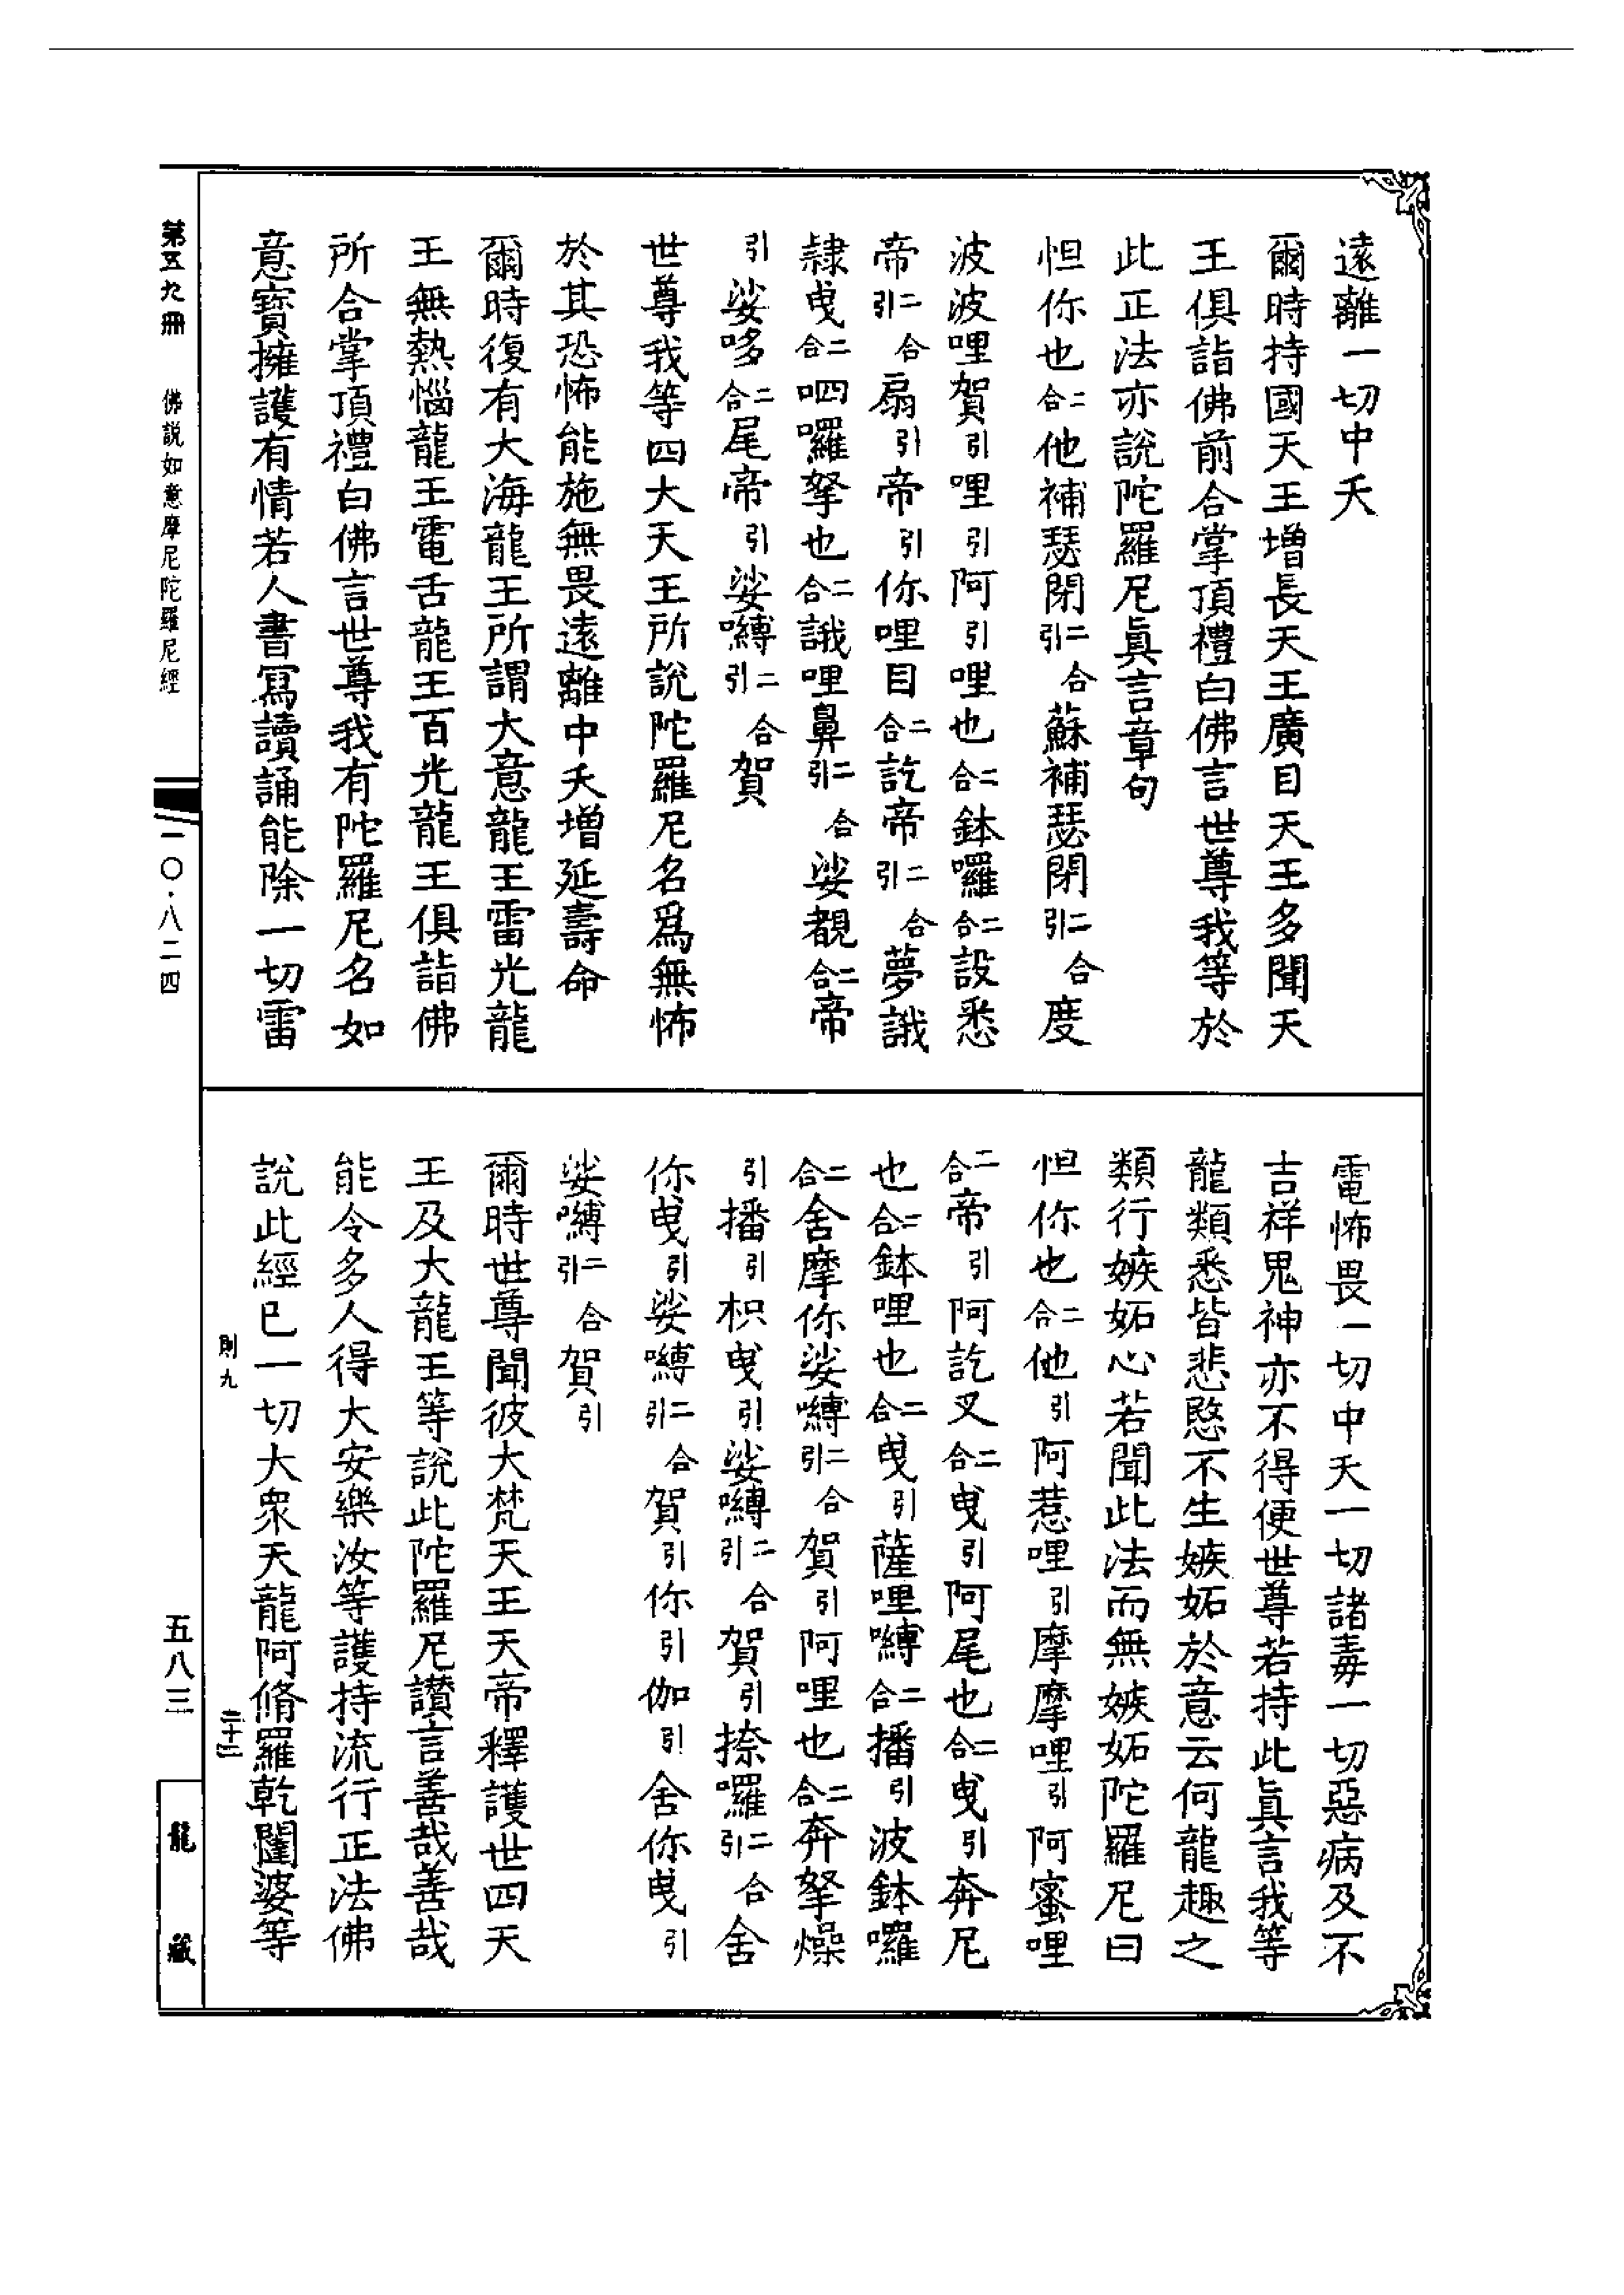 遠離一切中夭
爾時持國天王增長天王廣目天王多聞天
王俱詣佛前合掌頂禮白佛言世尊我等於
此正法亦說陀羅尼眞言章句
怛你也二合他補瑟閉二合引蘇補瑟閉二合引度
波波哩賀引哩引阿引哩也二合鉢囉二合設悉
帝二合引扇引帝引你哩目二合訖帝二合引夢誐
隸曳二合呬囉拏也二合誐哩鼻二合引娑覩二合帝
引娑哆二合尾帝引娑嚩二合引賀
世尊我等四大天王所說陀羅尼名爲無怖
於其恐怖能施無畏遠離中夭增延壽命
爾時復有大海龍王所謂大意龍王雷光龍
王無熱惱龍王電舌龍王百光龍王俱詣佛
所合掌頂禮白佛言世尊我有陀羅尼名如
意寶擁護有情若人書寫讀誦能除一切雷
電怖畏一切中夭一切諸毒一切惡病及不
吉祥鬼神亦不得便世尊若持此眞言我等
龍類悉皆悲愍不生嫉妬於意云何龍趣之
類行嫉妬心若聞此法而無嫉妬陀羅尼曰
怛你也二合他引阿惹哩引摩摩哩引阿蜜哩
二合帝引阿訖叉二合曳引阿尾也二合曳引奔尼
也二合鉢哩也二合曳引薩哩嚩二合播引波鉢囉
二合舍摩你娑嚩二合引賀引阿哩也二合奔拏燥
引播引枳曳引娑嚩二合引賀引捺囉二合引舍
你曳引娑嚩二合引賀引你引伽引舍你曳引
娑嚩二合引賀引
爾時世尊聞彼大梵天王天帝釋護世四天
王及大龍王等說此陀羅尼讃言善哉善哉
能令多人得大安樂汝等護持流行正法佛
說此經已一切大衆天龍阿脩羅乾闥婆等
則九
二十二
第五九冊 佛說如意摩尼陀羅尼經
一〇·八二四
五八三
龍藏